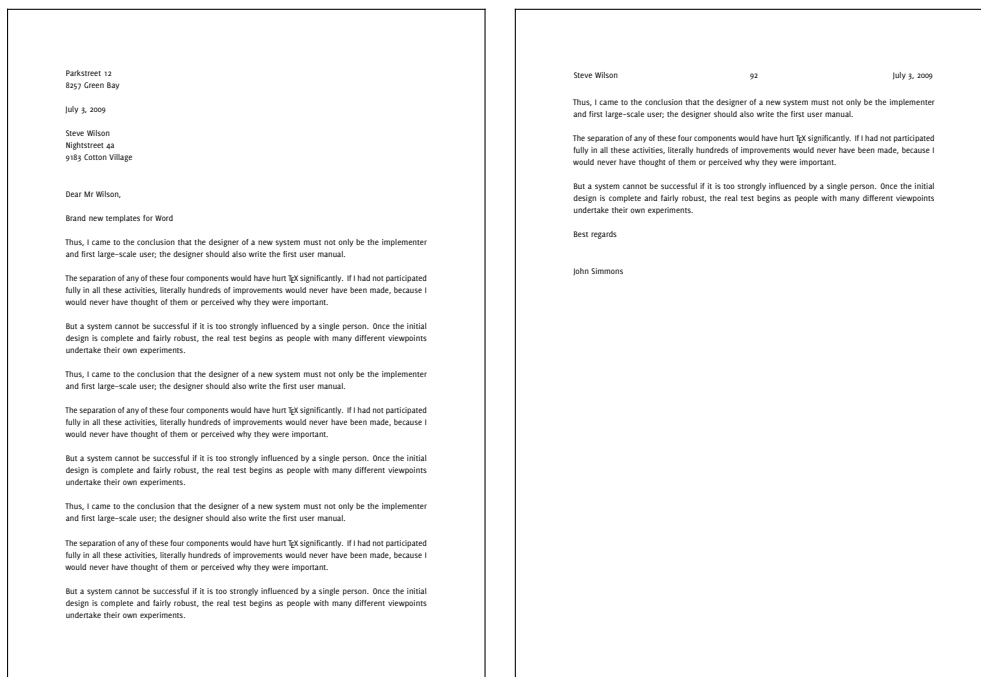 Parkstreet 12
8257 Green Bay
July 3, 2009
Steve Wilson
Nightstreet 4a
9183 Cotton Village
Dear Mr Wilson,
Brand new templates for Word
Thus, I came to the conclusion that the designer of a new system must not only be the implementer
and first large-scale user; the designer should also write the first user manual.
The separation of any of these four components would have hurt TEX significantly. If I had not participated
fully in all these activities, literally hundreds of improvements would never have been made, because I
would never have thought of them or perceived why they were important.
But a system cannot be successful if it is too strongly influenced by a single person. Once the initial
design is complete and fairly robust, the real test begins as people with many different viewpoints
undertake their own experiments.
Thus, I came to the conclusion that the designer of a new system must not only be the implementer
and first large-scale user; the designer should also write the first user manual.
The separation of any of these four components would have hurt TEX significantly. If I had not participated
fully in all these activities, literally hundreds of improvements would never have been made, because I
would never have thought of them or perceived why they were important.
But a system cannot be successful if it is too strongly influenced by a single person. Once the initial
design is complete and fairly robust, the real test begins as people with many different viewpoints
undertake their own experiments.
Thus, I came to the conclusion that the designer of a new system must not only be the implementer
and first large-scale user; the designer should also write the first user manual.
The separation of any of these four components would have hurt TEX significantly. If I had not participated
fully in all these activities, literally hundreds of improvements would never have been made, because I
would never have thought of them or perceived why they were important.
But a system cannot be successful if it is too strongly influenced by a single person. Once the initial
design is complete and fairly robust, the real test begins as people with many different viewpoints
undertake their own experiments.
Steve Wilson 92 July 3, 2009
Thus, I came to the conclusion that the designer of a new system must not only be the implementer
and first large-scale user; the designer should also write the first user manual.
The separation of any of these four components would have hurt TEX significantly. If I had not participated
fully in all these activities, literally hundreds of improvements would never have been made, because I
would never have thought of them or perceived why they were important.
But a system cannot be successful if it is too strongly influenced by a single person. Once the initial
design is complete and fairly robust, the real test begins as people with many different viewpoints
undertake their own experiments.
Best regards
John Simmons